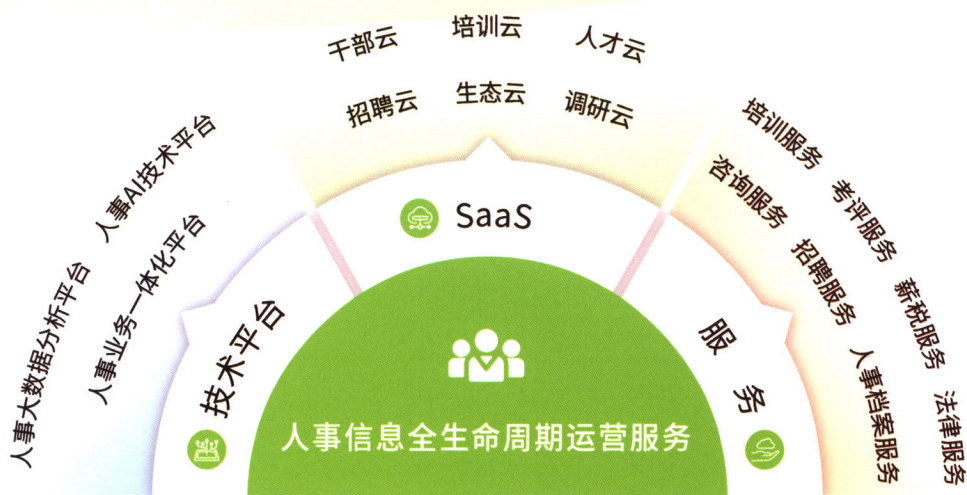 干部云 培训云 人才云
招聘云 生态云 调研云
SaaS
人事AI技术平台
人事大数据分析平台
人事业务一体化平台
技术平台
培训服务
考评服务
薪税服务
法律服务
咨询服务
招聘服务
人事档案服务
服务
人事信息全生命周期运营服务